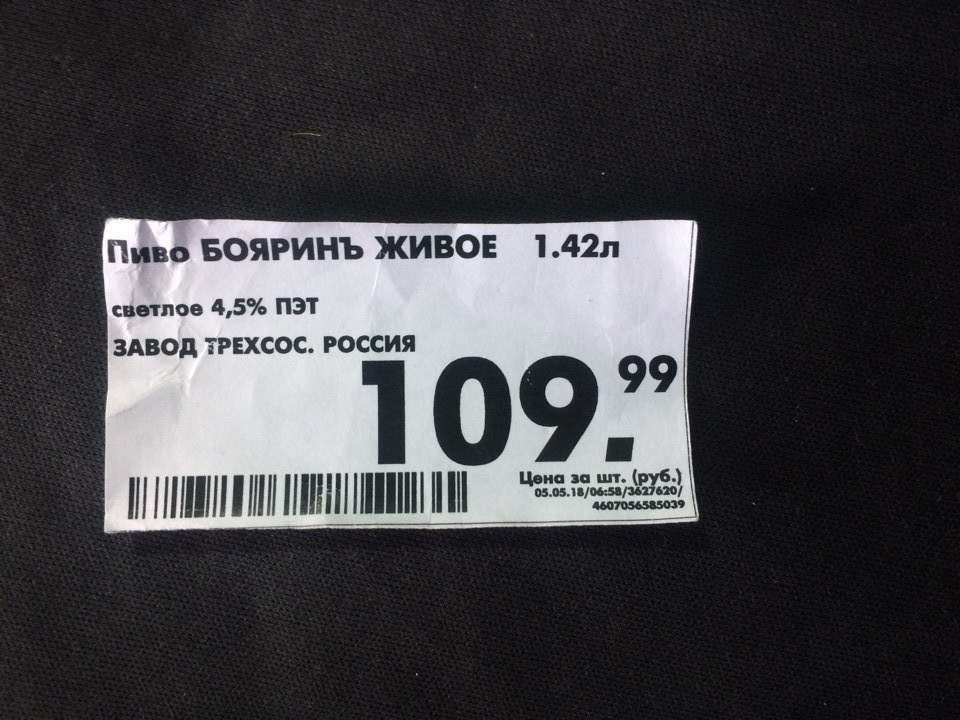 Пиво БОЯРИНЪ ЖИВОЕ 1.42л
светлое 4,5% ПЭТ
ЗАВОД ТРЕХСОС. РОССИЯ
109.99
Цена за шт. (руб.)
05.05.18/06:58/3627620/
4607056585039